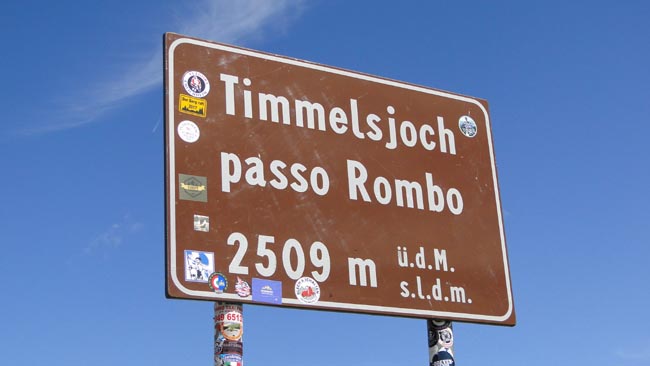 Timmelsjoch
passo Rombo
2509 m ü.d.M.
s.l.d.m.